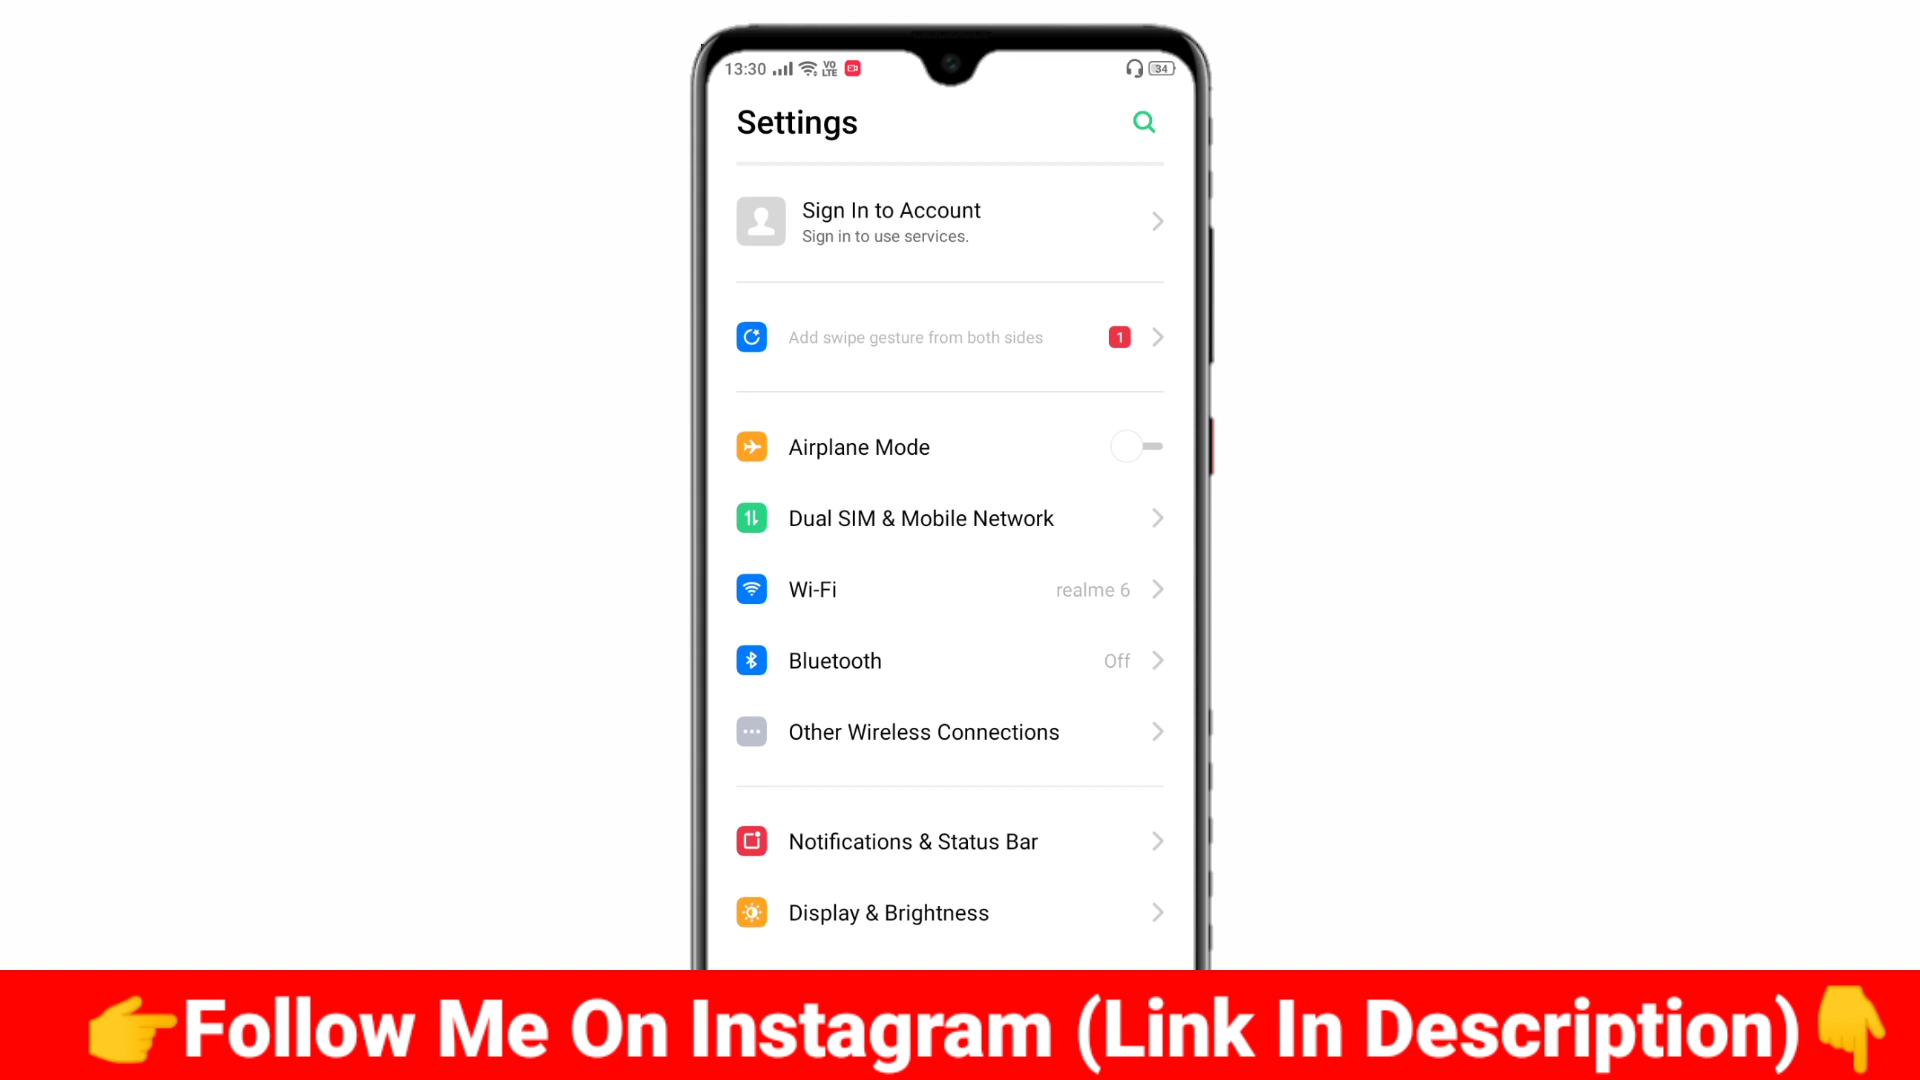 13:30 VO LTE 34
Settings
Sign In to Account
Sign in to use services.
Add swipe gesture from both sides 1
Airplane Mode
Dual SIM & Mobile Network
Wi-Fi realme 6
Bluetooth Off
Other Wireless Connections
Notifications & Status Bar
Display & Brightness
👉Follow Me On Instagram (Link In Description)👇